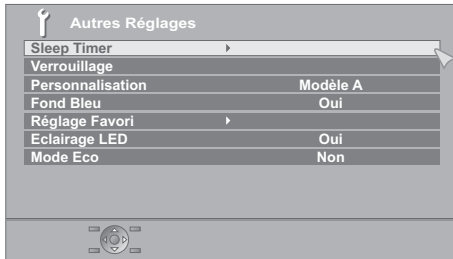 Autres Réglages
Sleep Timer
Verrouillage
Personnalisation Modèle A
Fond Bleu Oui
Réglage Favori
Eclairage LED Oui
Mode Eco Non